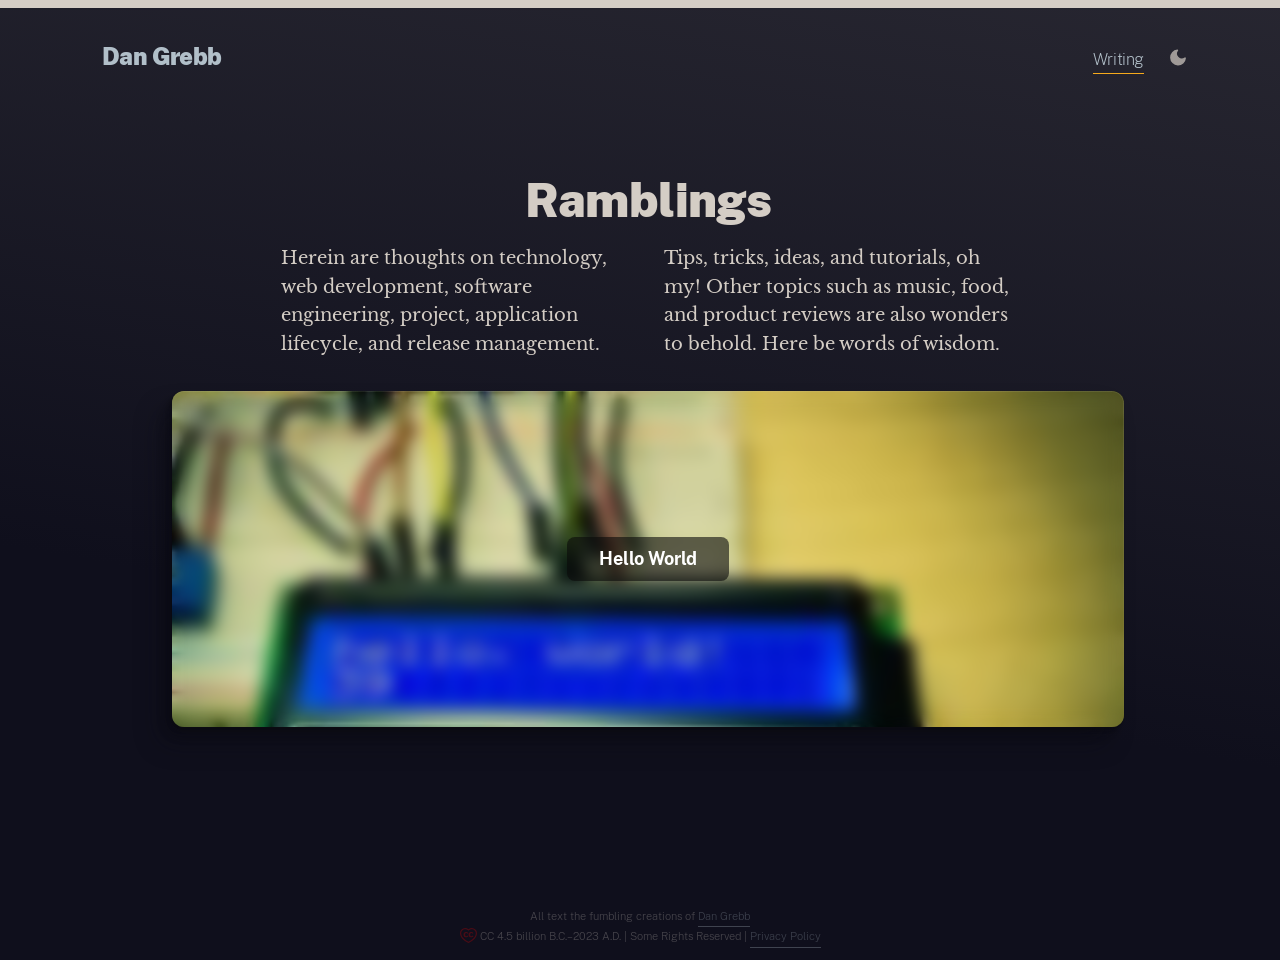 Dan Grebb
Writing
Ramblings
Herein are thoughts on technology,
web development, software
engineering, project, application
lifecycle, and release management.
Tips, tricks, ideas, and tutorials, oh
my! Other topics such as music, food,
and product reviews are also wonders
to behold. Here be words of wisdom.
Hello World
hello, world!
All text the fumbling creations of Dan Grebb
CC 4.5 billion B.C.–2023 A.D. | Some Rights Reserved | Privacy Policy